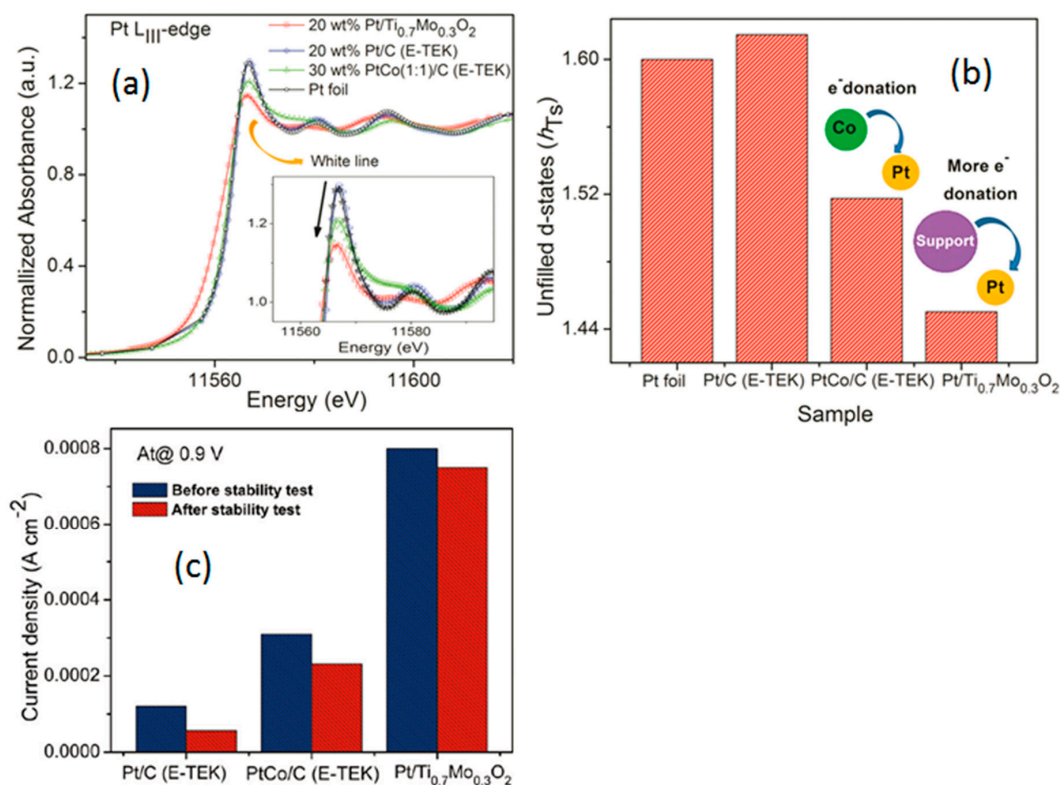 Pt L_III-edge
(a)
20 wt% Pt/Ti0.7Mo0.3O2
20 wt% Pt/C (E-TEK)
30 wt% PtCo(1:1)/C (E-TEK)
Pt foil
White line
1.2
0.8
0.4
0.0
Normallized Absorbance (a.u.)
1.2
1.0
11560
11580
Energy (eV)
11560
11600
Energy (eV)
(b)
1.60
1.52
1.44
Unfilled d-states (hTs)
e⁻donation
Co
Pt
More e⁻
donation
Support
Pt
Pt foil
Pt/C (E-TEK)
PtCo/C (E-TEK)
Pt/Ti0.7Mo0.3O2
Sample
At@ 0.9 V
Before stability test
After stability test
(c)
0.0008
0.0006
0.0004
0.0002
0.0000
Current density (A cm⁻²)
Pt/C (E-TEK)
PtCo/C (E-TEK)
Pt/Ti0.7Mo0.3O2